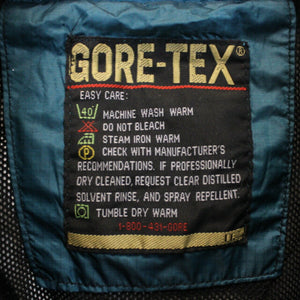 GORE-TEX®
EASY CARE:
40 MACHINE WASH WARM
DO NOT BLEACH
STEAM IRON WARM
P CHECK WITH MANUFACTURER'S
RECOMMENDATIONS. IF PROFESSIONALLY
DRY CLEANED, REQUEST CLEAR DISTILLED
SOLVENT RINSE, AND SPRAY REPELLENT.
TUMBLE DRY WARM
1-800-431-GORE